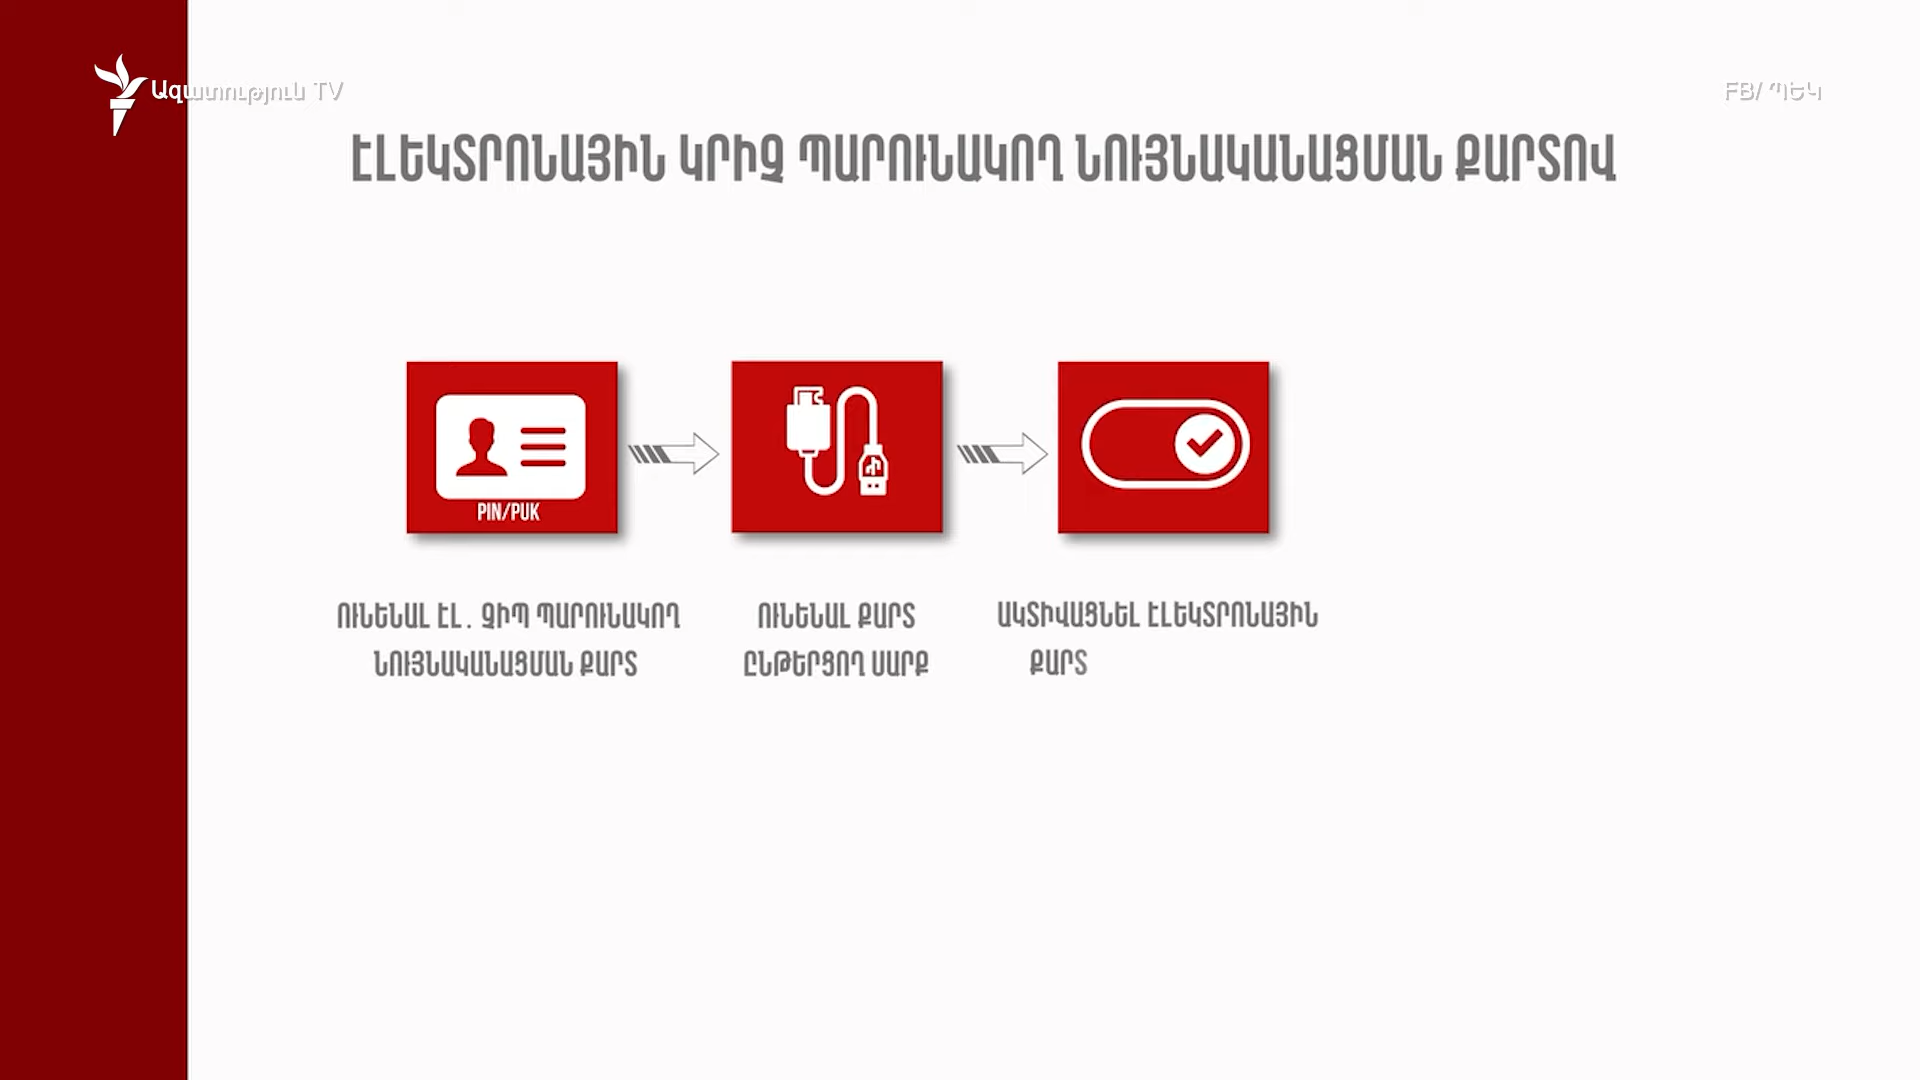 Ազատություն TV
FB/ ՊԵԿ
ԷԼԵԿՏՐՈՆԱՅԻՆ ԿՐԻՉ ՊԱՐՈՒՆԱԿՈՂ ՆՈՒՅՆԱԿԱՆԱՑՄԱՆ ՔԱՐՏՈՎ
PIN/PUK
ՈՒՆԵՆԱԼ ԷԼ. ՉԻՊ ՊԱՐՈՒՆԱԿՈՂ
ՆՈՒՅՆԱԿԱՆԱՑՄԱՆ ՔԱՐՏ
ՈՒՆԵՆԱԼ ՔԱՐՏ
ԸՆԹԵՐՑՈՂ ՍԱՐՔ
ԱԿՏԻՎԱՑՆԵԼ ԷԼԵԿՏՐՈՆԱՅԻՆ
ՔԱՐՏ